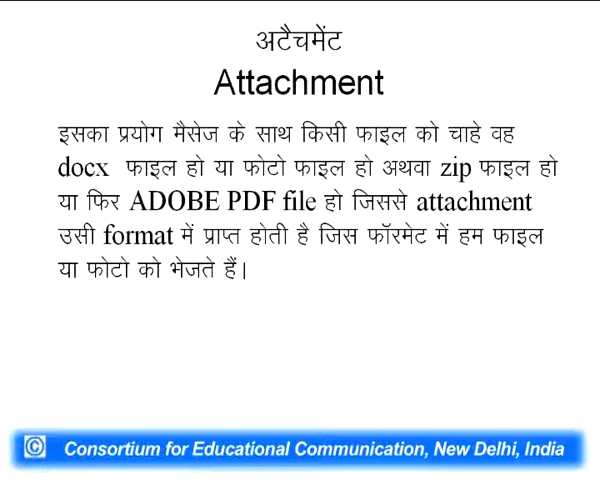 अटैचमेंट
Attachment
इसका प्रयोग मैसेज के साथ किसी फाइल को चाहे वह
docx फाइल हो या फोटो फाइल हो अथवा zip फाइल हो
या फिर ADOBE PDF file हो जिससे attachment
उसी format में प्राप्त होती है जिस फॉरमेट में हम फाइल
या फोटो को भेजते हैं।
© Consortium for Educational Communication, New Delhi, India